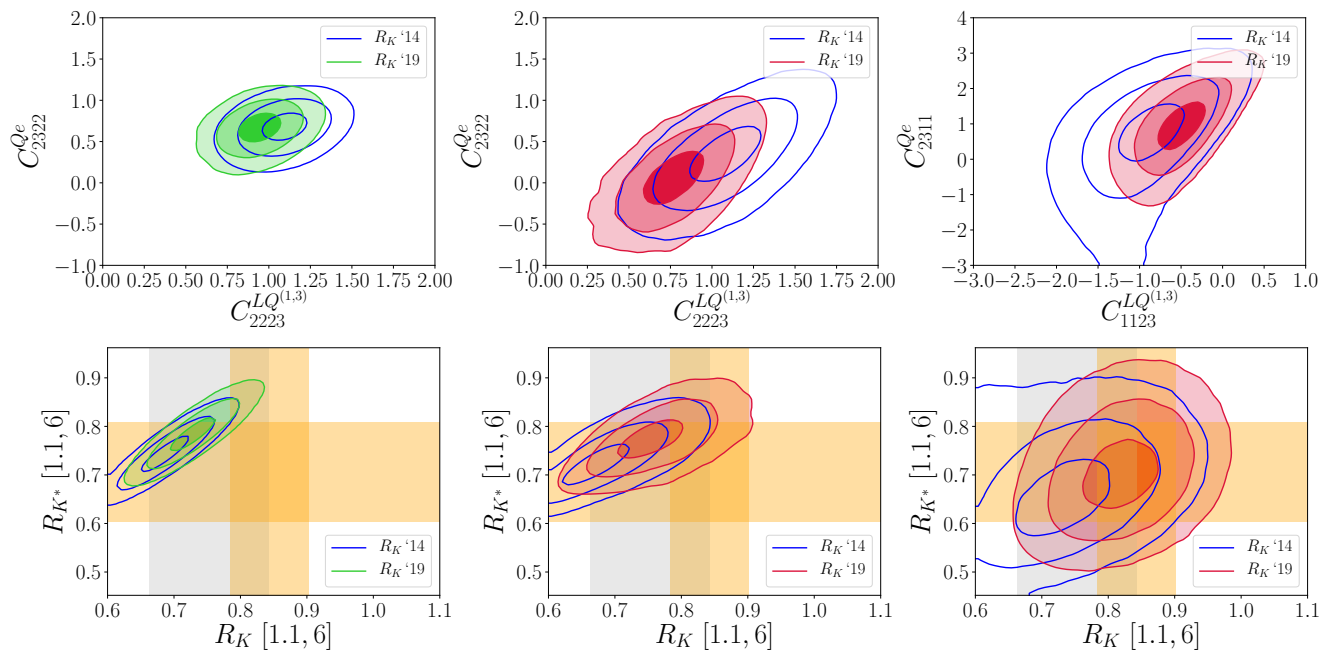 2.0
1.5
1.0
0.5
0.0
−0.5
−1.0
0.00 0.25 0.50 0.75 1.00 1.25 1.50 1.75 2.00
C^{Qe}_{2322}
C^{LQ^{(1,3)}}_{2223}
R_K ‘14
R_K ‘19
2.0
1.5
1.0
0.5
0.0
−0.5
−1.0
0.00 0.25 0.50 0.75 1.00 1.25 1.50 1.75 2.00
C^{Qe}_{2322}
C^{LQ^{(1,3)}}_{2223}
R_K ‘14
R_K ‘19
4
3
2
1
0
−1
−2
−3
−3.0 −2.5 −2.0 −1.5 −1.0 −0.5 0.0 0.5 1.0
C^{Qe}_{2311}
C^{LQ^{(1,3)}}_{1123}
R_K ‘14
R_K ‘19
0.9
0.8
0.7
0.6
0.5
0.6 0.7 0.8 0.9 1.0 1.1
R_{K*} [1.1, 6]
R_K [1.1, 6]
R_K ‘14
R_K ‘19
0.9
0.8
0.7
0.6
0.5
0.6 0.7 0.8 0.9 1.0 1.1
R_{K*} [1.1, 6]
R_K [1.1, 6]
R_K ‘14
R_K ‘19
0.9
0.8
0.7
0.6
0.5
0.6 0.7 0.8 0.9 1.0 1.1
R_{K*} [1.1, 6]
R_K [1.1, 6]
R_K ‘14
R_K ‘19